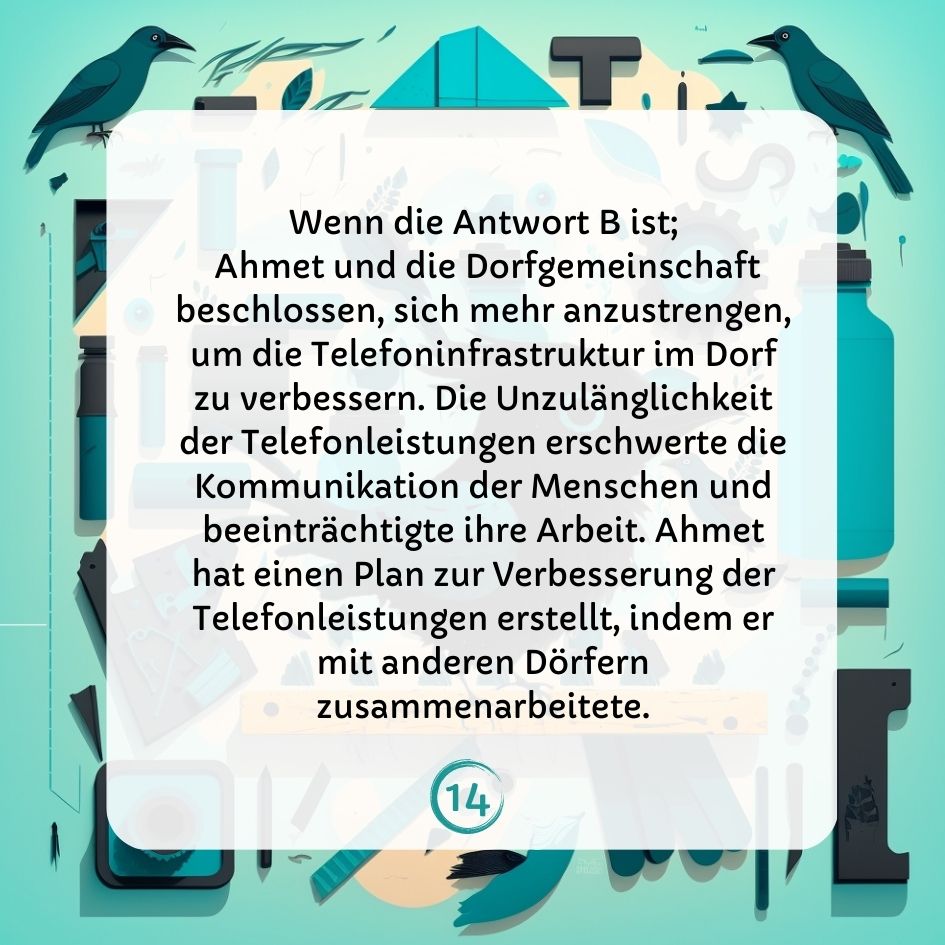 Wenn die Antwort B ist;
Ahmet und die Dorfgemeinschaft
beschlossen, sich mehr anzustrengen,
um die Telefoninfrastruktur im Dorf
zu verbessern. Die Unzulänglichkeit
der Telefonleistungen erschwerte die
Kommunikation der Menschen und
beeinträchtigte ihre Arbeit. Ahmet
hat einen Plan zur Verbesserung der
Telefonleistungen erstellt, indem er
mit anderen Dörfern
zusammenarbeitete.
14